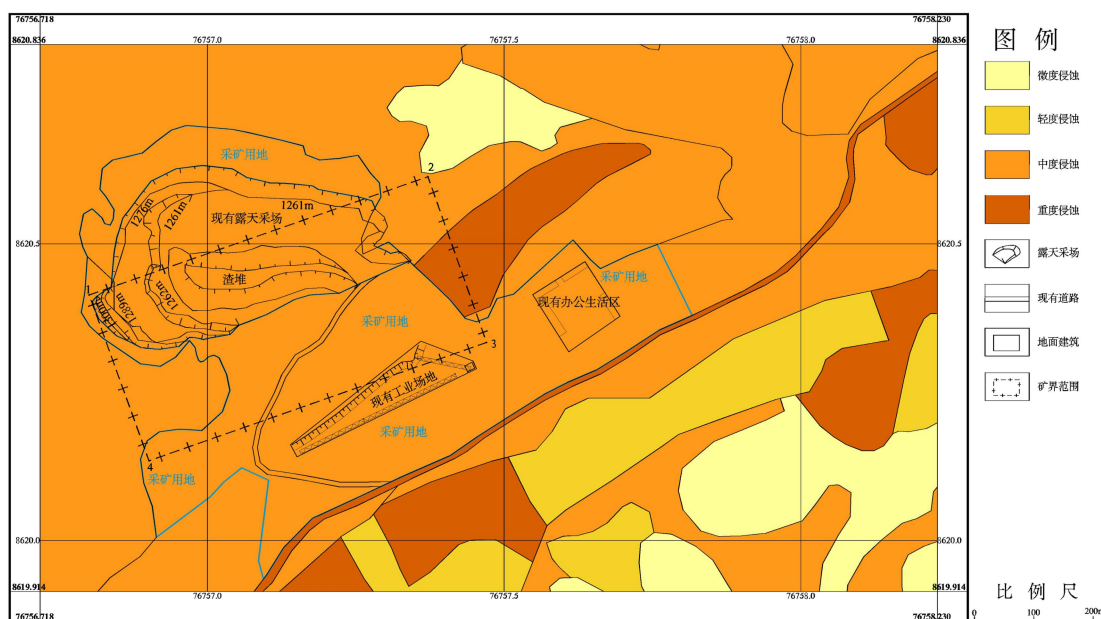 76756.718
76758.230
8620.836
76757.0
76757.5
76758.0
8620.836
图 例
微度侵蚀
轻度侵蚀
中度侵蚀
重度侵蚀
露天采场
现有道路
地面建筑
矿界范围
采矿用地
2
1276m
1261m
1261m
现有露天采场
8620.5
8620.5
渣堆
采矿用地
1
1300m
1289m
1262m
现有办公生活区
采矿用地
3
现有工业场地
采矿用地
4
采矿用地
8620.0
8620.0
8619.914
8619.914
76756.718
76757.0
76757.5
76758.0
76758.230
比 例 尺
0
100